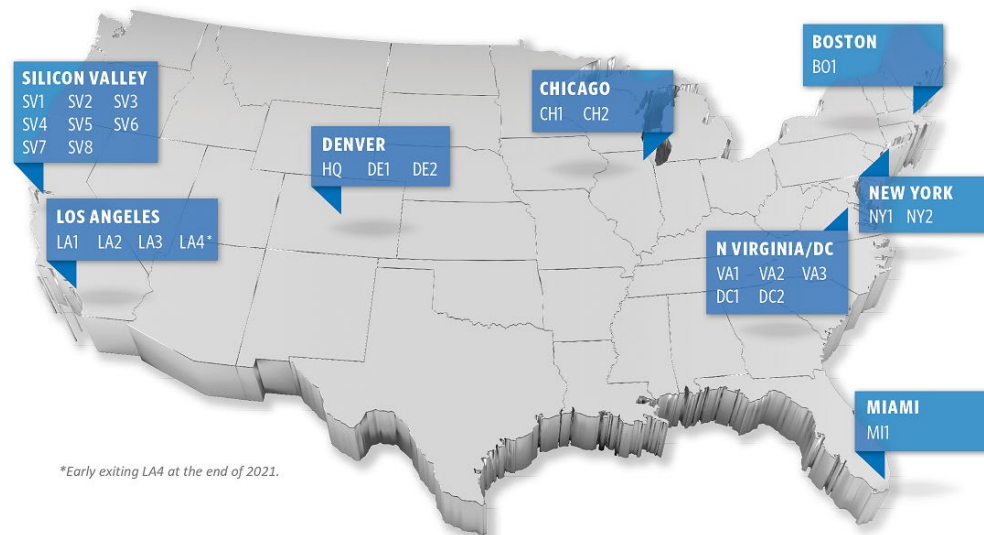 SILICON VALLEY
SV1 SV2 SV3
SV4 SV5 SV6
SV7 SV8
LOS ANGELES
LA1 LA2 LA3 LA4*
DENVER
HQ DE1 DE2
CHICAGO
CH1 CH2
BOSTON
BO1
NEW YORK
NY1 NY2
N VIRGINIA/DC
VA1 VA2 VA3
DC1 DC2
MIAMI
MI1
*Early exiting LA4 at the end of 2021.